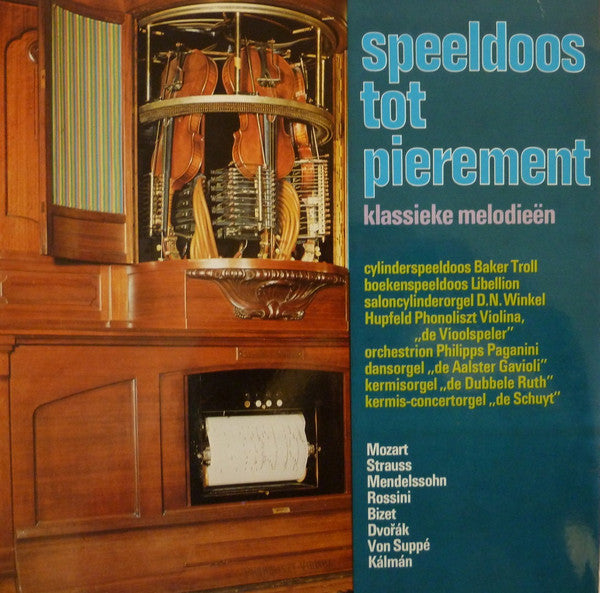 speeldoos
tot
pierement
klassieke melodieën
cylinderspeeldoos Baker Troll
boekenspeeldoos Libellion
saloncylinderorgel D.N. Winkel
Hupfeld Phonoliszt Violina,
„de Vioolspeler”
orchestrion Philipps Paganini
dansorgel „de Aalster Gavioli”
kermisorgel „de Dubbele Ruth”
kermis-concertorgel „de Schuyt”
Mozart
Strauss
Mendelssohn
Rossini
Bizet
Dvořák
Von Suppé
Kálmán